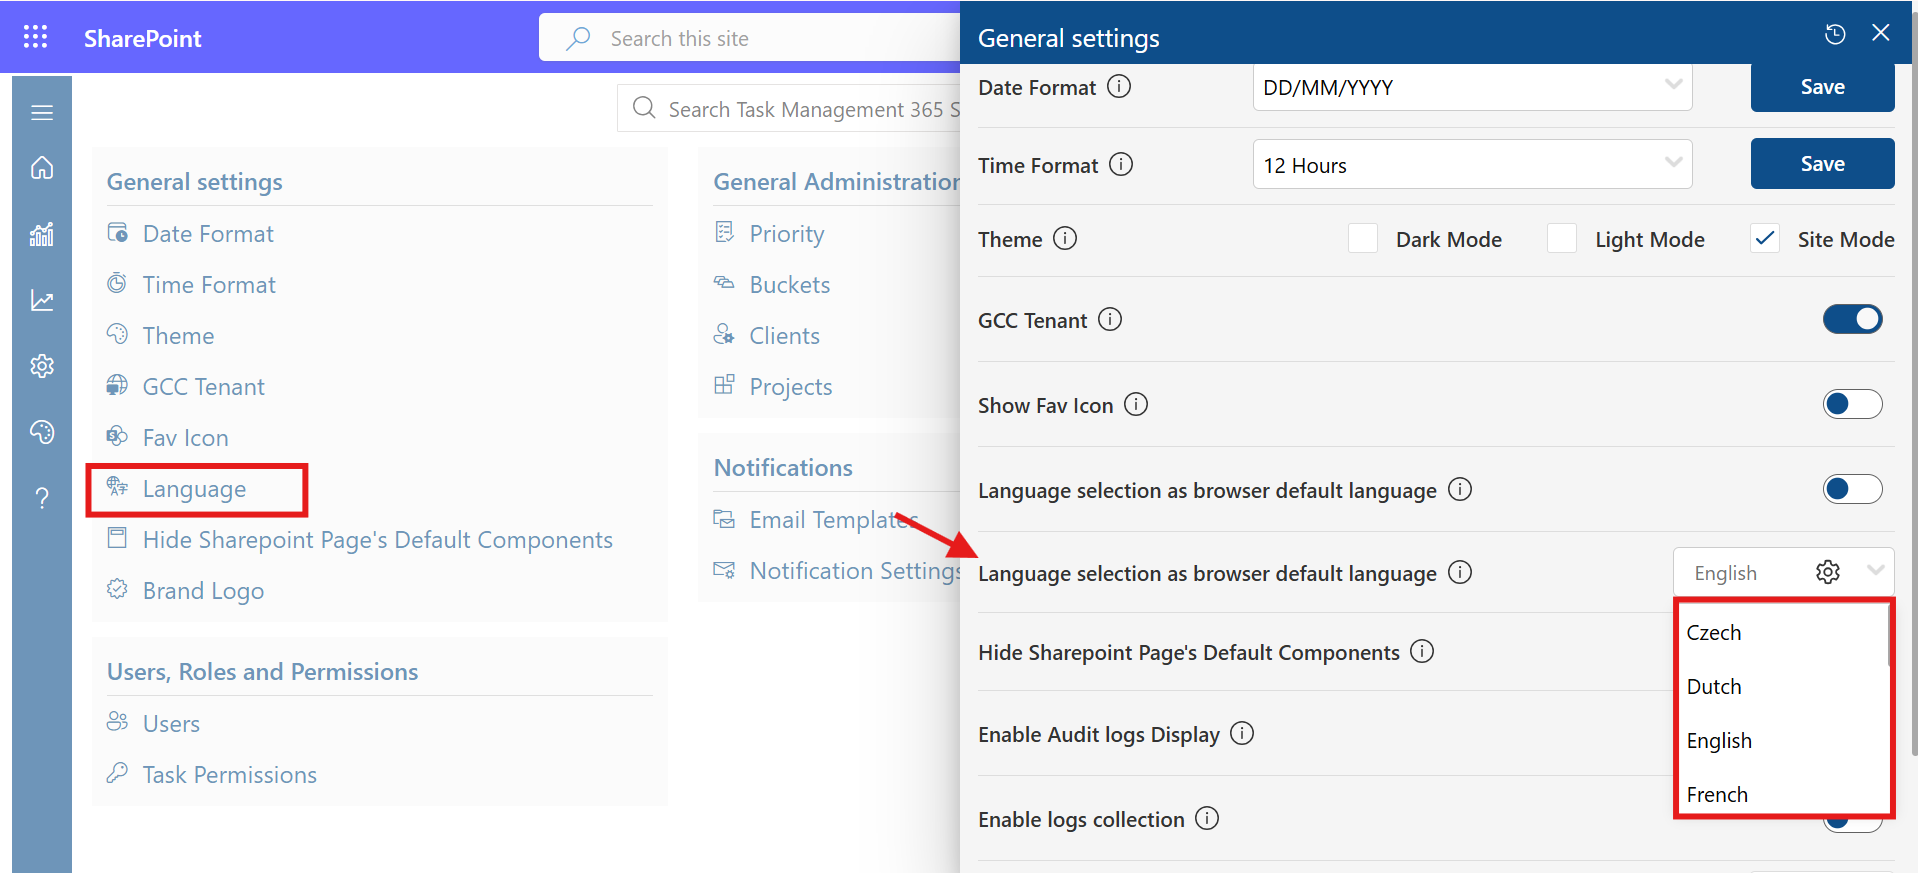 SharePoint
Search this site
Search Task Management 365 S
General settings
Date Format
Time Format
Theme
GCC Tenant
Fav Icon
Language
Hide Sharepoint Page's Default Components
Brand Logo
Users, Roles and Permissions
Users
Task Permissions
General Administration
Priority
Buckets
Clients
Projects
Notifications
Email Templates
Notification Settings
General settings
Date Format
DD/MM/YYYY
Save
Time Format
12 Hours
Save
Theme
Dark Mode
Light Mode
Site Mode
GCC Tenant
Show Fav Icon
Language selection as browser default language
Language selection as browser default language
English
Czech
Dutch
English
French
Hide Sharepoint Page's Default Components
Enable Audit logs Display
Enable logs collection